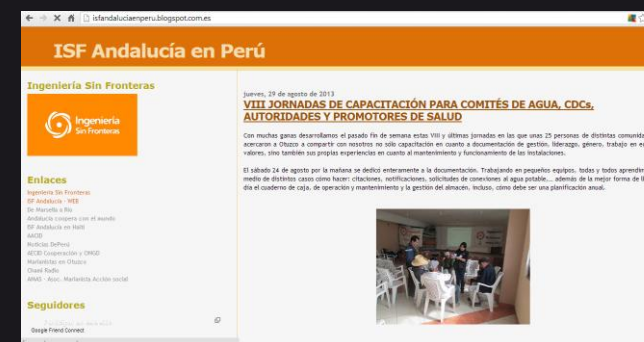 isfandaluciaenperu.blogspot.com.es
ISF Andalucía en Perú
Ingeniería Sin Fronteras
Ingeniería
Sin Fronteras
Enlaces
Ingeniería Sin Fronteras
ISF Andalucía - WEB
De Marsella a Río
Andalucía coopera con el mundo
ISF Andalucía en Haití
AACID
Noticias DePerú
AECID Cooperación y ONGD
Marianistas en Otuzco
Chami Radio
Asoc. Marianista Acción social
Seguidores
Google Friend Connect
jueves, 29 de agosto de 2013
VIII JORNADAS DE CAPACITACIÓN PARA COMITÉS DE AGUA, CDCs,
AUTORIDADES Y PROMOTORES DE SALUD
Con muchas ganas desarrollamos el pasado fin de semana estas VIII y últimas jornadas en las que unas 25 personas de distintas
acercaron a Otuzco a compartir con nosotros no sólo capacitación en cuanto a documentación de gestión, liderazgo, género, trabajo en
valores, sino también sus propias experiencias en cuanto al mantenimiento y funcionamiento de las instalaciones.
El sábado 24 de agosto por la mañana se dedicó enteramente a la documentación. Trabajando en pequeños equipos, todas y todos
medio de distintos casos cómo hacer: citaciones, notificaciones, solicitudes de conexiones al agua potable,... además de la mejor forma de
día el cuaderno de caja, de operación y mantenimiento y la gestión del almacén, incluso, cómo debe ser una planificación anual.